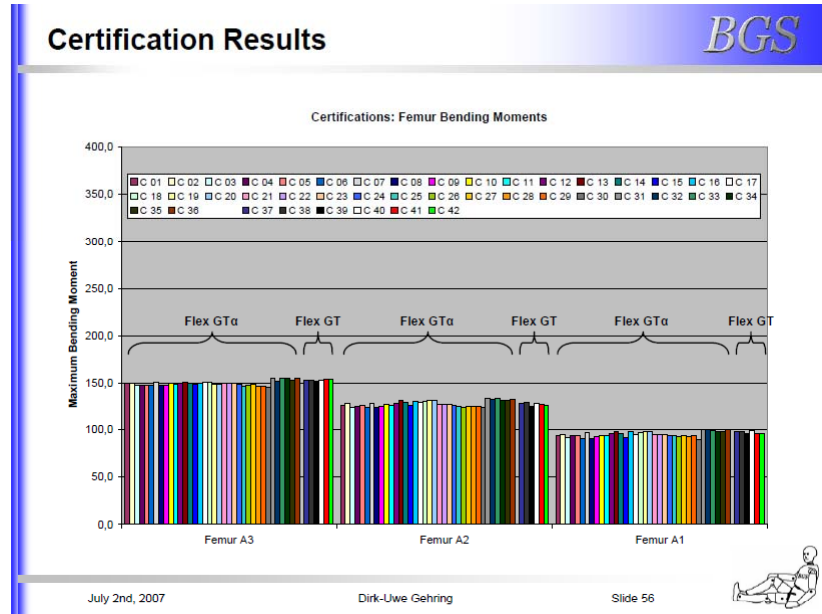 Certification Results
BGS
Certifications: Femur Bending Moments
Maximum Bending Moment
400,0
350,0
300,0
250,0
200,0
150,0
100,0
50,0
0,0
C 01 C 02 C 03 C 04 C 05 C 06 C 07 C 08 C 09 C 10 C 11 C 12 C 13 C 14 C 15 C 16 C 17
C 18 C 19 C 20 C 21 C 22 C 23 C 24 C 25 C 26 C 27 C 28 C 29 C 30 C 31 C 32 C 33 C 34
C 35 C 36 C 37 C 38 C 39 C 40 C 41 C 42
Flex GTα Flex GT Flex GTα Flex GT Flex GTα Flex GT
Femur A3 Femur A2 Femur A1
July 2nd, 2007 Dirk-Uwe Gehring Slide 56